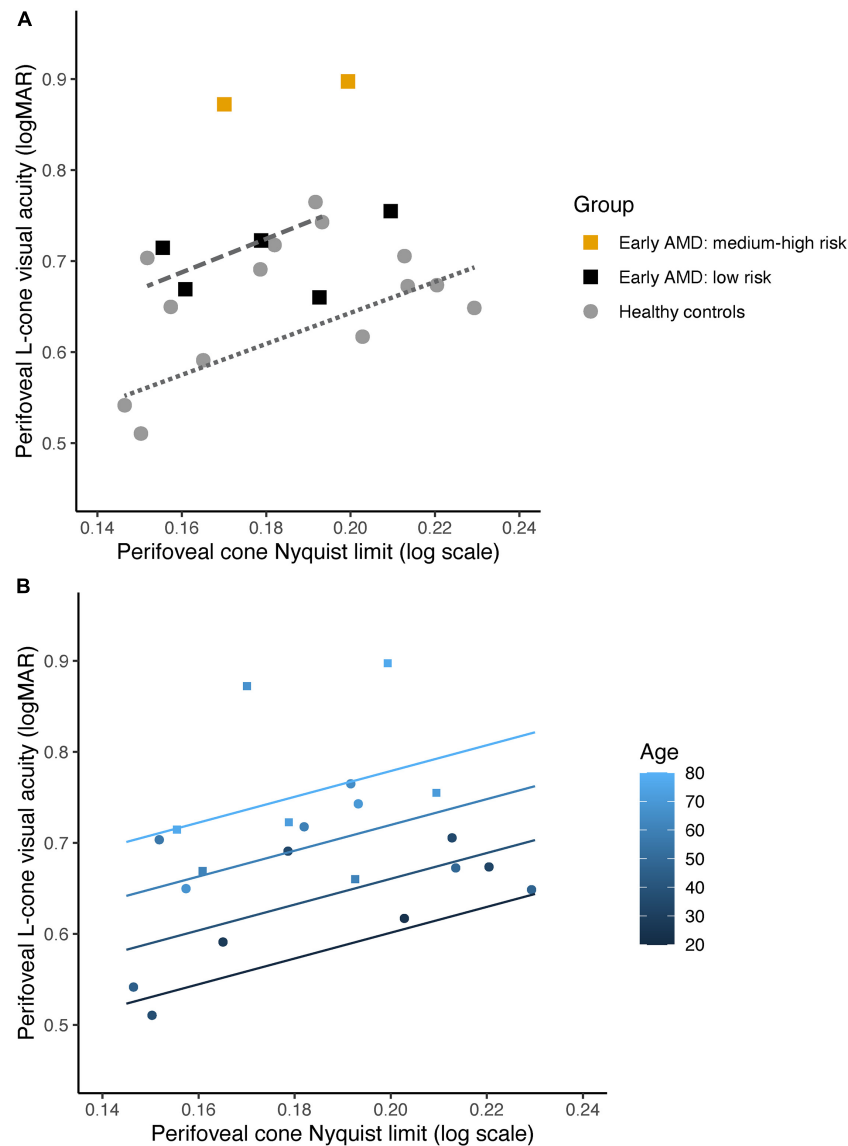 A
Perifoveal L-cone visual acuity (logMAR)
0.9
0.8
0.7
0.6
0.5
0.14 0.16 0.18 0.20 0.22 0.24
Perifoveal cone Nyquist limit (log scale)
Group
Early AMD: medium-high risk
Early AMD: low risk
Healthy controls
B
Perifoveal L-cone visual acuity (logMAR)
0.9
0.8
0.7
0.6
0.5
0.14 0.16 0.18 0.20 0.22 0.24
Perifoveal cone Nyquist limit (log scale)
Age
80
70
60
50
40
30
20